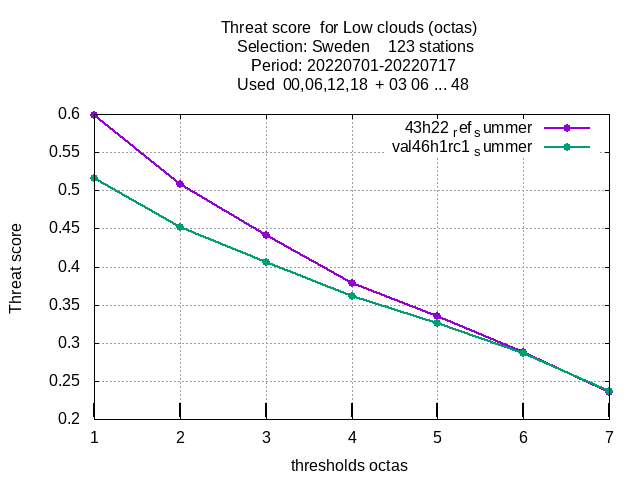 Threat score for Low clouds (octas)
Selection: Sweden 123 stations
Period: 20220701-20220717
Used 00,06,12,18 + 03 06 ... 48
43h22refsummer
val46h1rc1summer
0.6
0.55
0.5
0.45
0.4
0.35
0.3
0.25
0.2
Threat score
1 2 3 4 5 6 7
thresholds octas